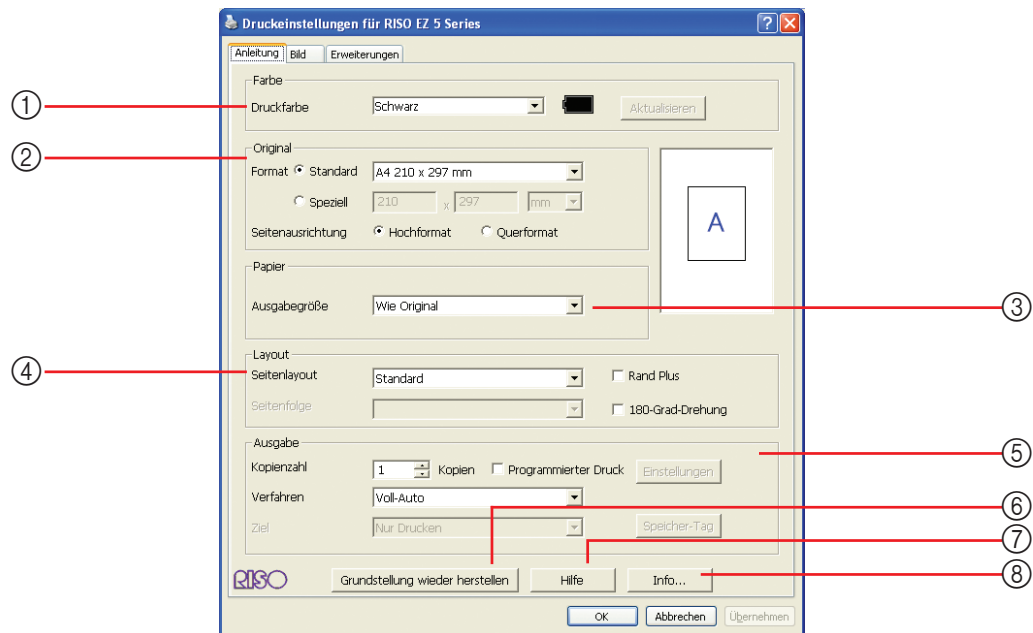 Druckeinstellungen für RISO EZ 5 Series
Anleitung Bild Erweiterungen
Farbe
① Druckfarbe Schwarz Aktualisieren
② Original
Format Standard A4 210 x 297 mm
Speziell 210 x 297 mm
A
Seitenausrichtung Hochformat Querformat
Papier
Ausgabegröße Wie Original ③
Layout
④ Seitenlayout Standard Rand Plus
Seitenfolge 180-Grad-Drehung
Ausgabe
⑤
Kopienzahl 1 Kopien Programmierter Druck Einstellungen
Verfahren Voll-Auto
⑥
Ziel Nur Drucken Speicher-Tag
⑦
RISO Grundstellung wieder herstellen Hilfe Info... ⑧
OK Abbrechen Übernehmen